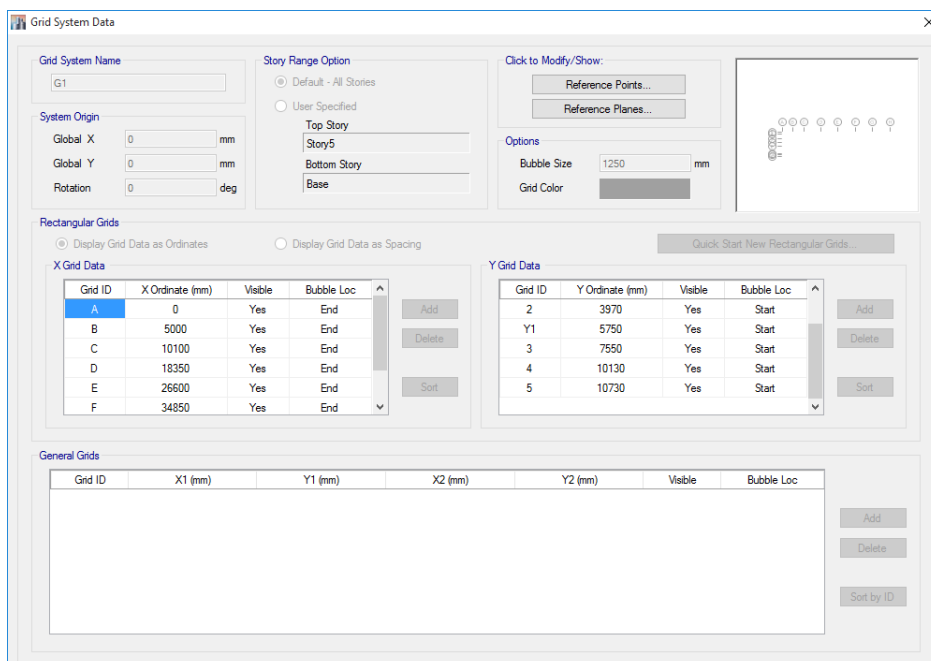 Grid System Data
Grid System Name
G1
System Origin
Global X 0 mm
Global Y 0 mm
Rotation 0 deg
Story Range Option
Default - All Stories
User Specified
Top Story
Story5
Bottom Story
Base
Click to Modify/Show:
Reference Points...
Reference Planes...
Options
Bubble Size 1250 mm
Grid Color
Rectangular Grids
Display Grid Data as Ordinates Display Grid Data as Spacing Quick Start New Rectangular Grids...
X Grid Data
Grid ID X Ordinate (mm) Visible Bubble Loc
A 0 Yes End
B 5000 Yes End
C 10100 Yes End
D 18350 Yes End
E 26600 Yes End
F 34850 Yes End
Add
Delete
Sort
Y Grid Data
Grid ID Y Ordinate (mm) Visible Bubble Loc
2 3970 Yes Start
Y1 5750 Yes Start
3 7550 Yes Start
4 10130 Yes Start
5 10730 Yes Start
Add
Delete
Sort
General Grids
Grid ID X1 (mm) Y1 (mm) X2 (mm) Y2 (mm) Visible Bubble Loc
Add
Delete
Sort by ID